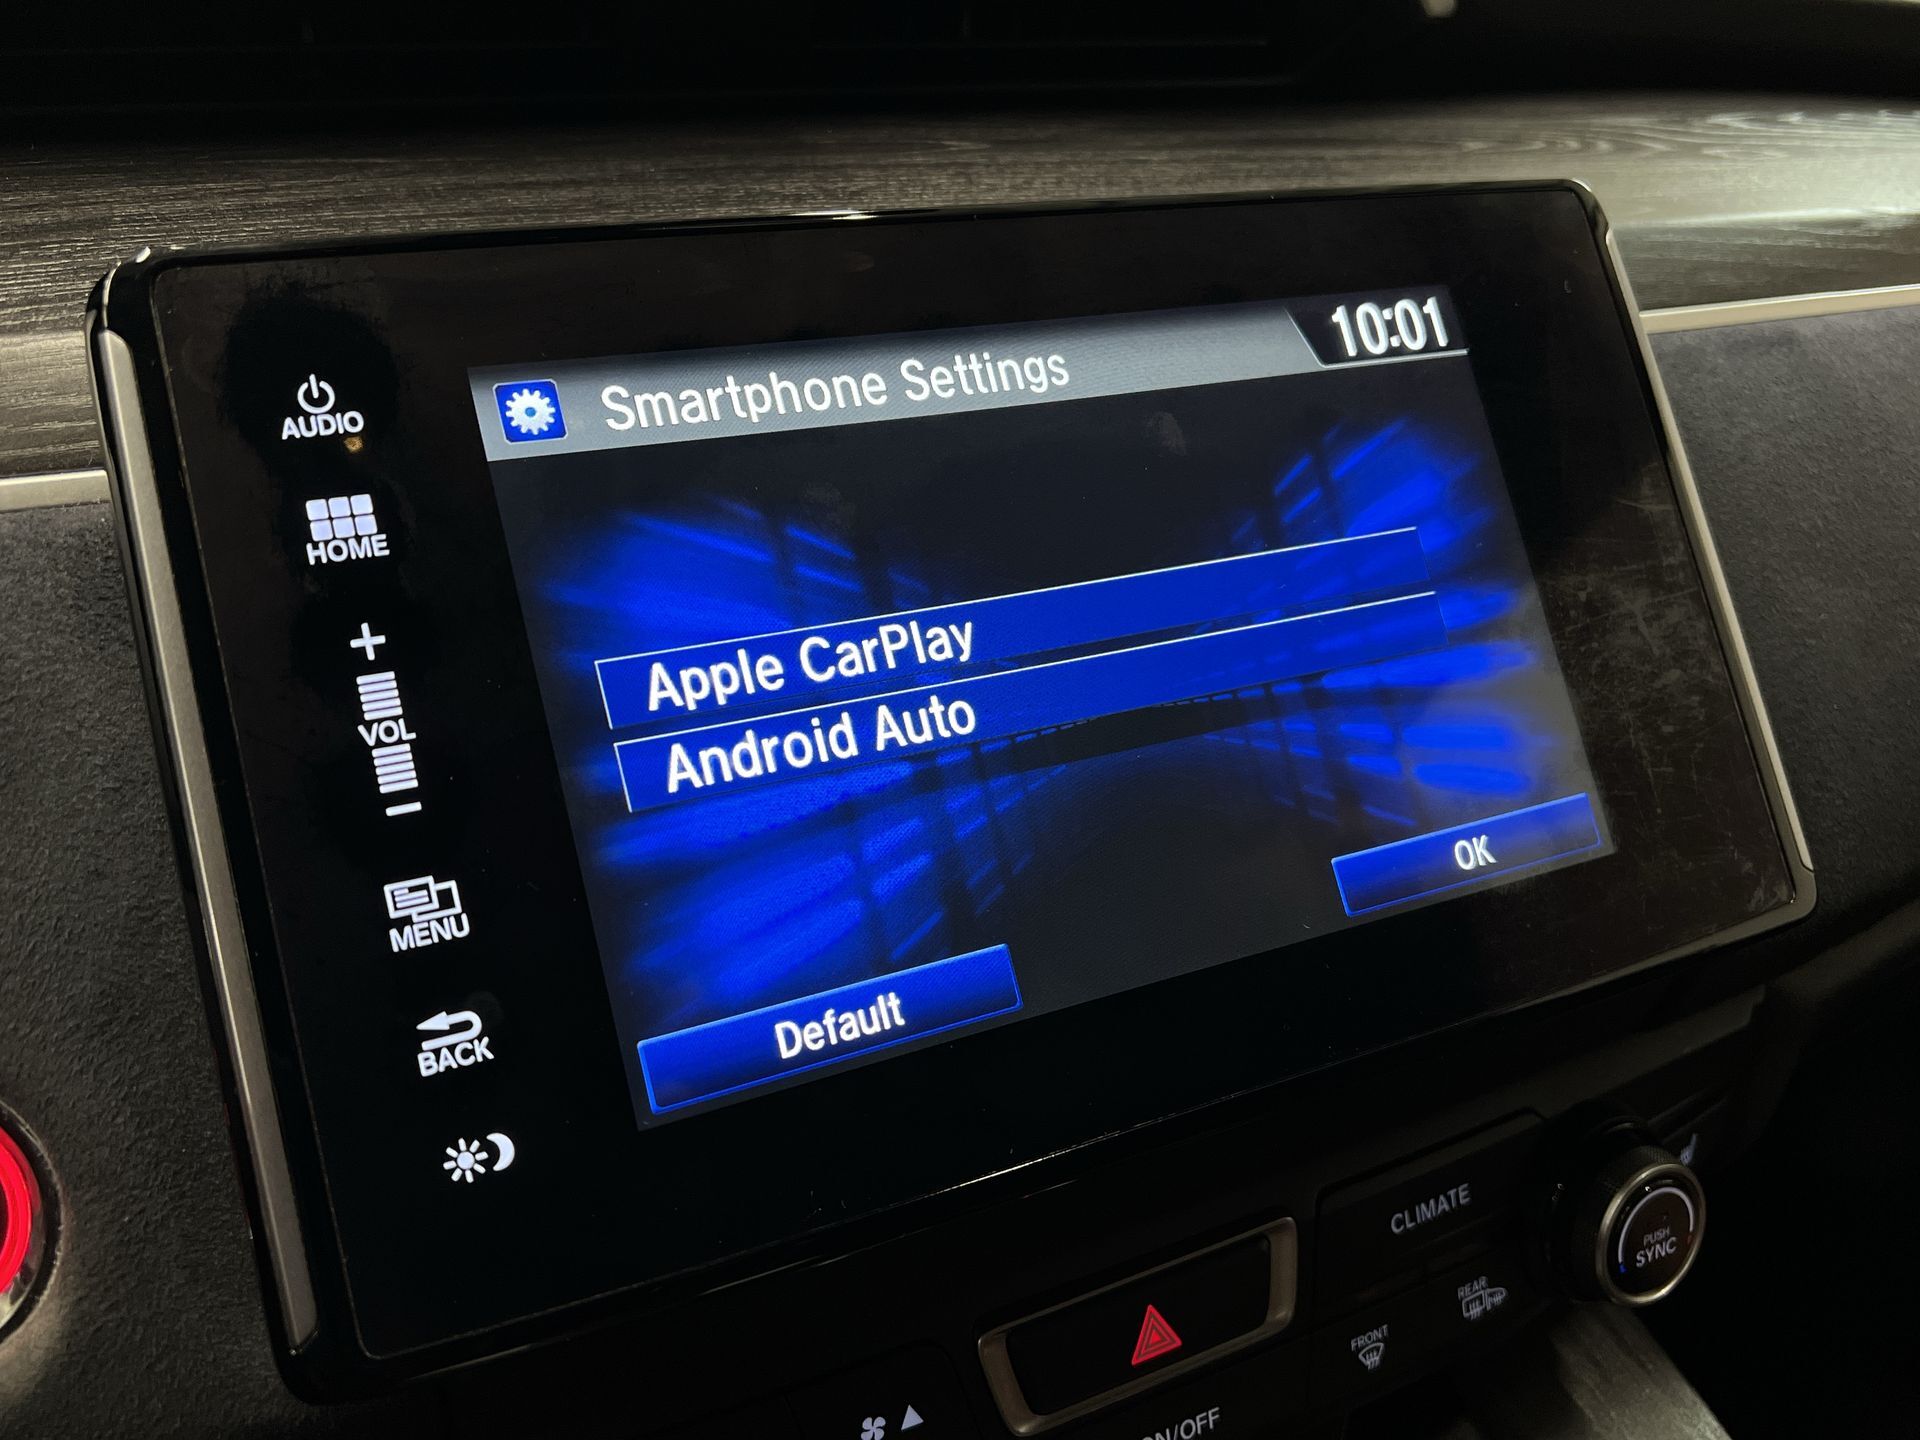 Smartphone Settings
10:01
AUDIO
HOME
+
VOL
−
MENU
BACK
Apple CarPlay
Android Auto
OK
Default
CLIMATE
PUSH
SYNC
REAR
FRONT
ON/OFF